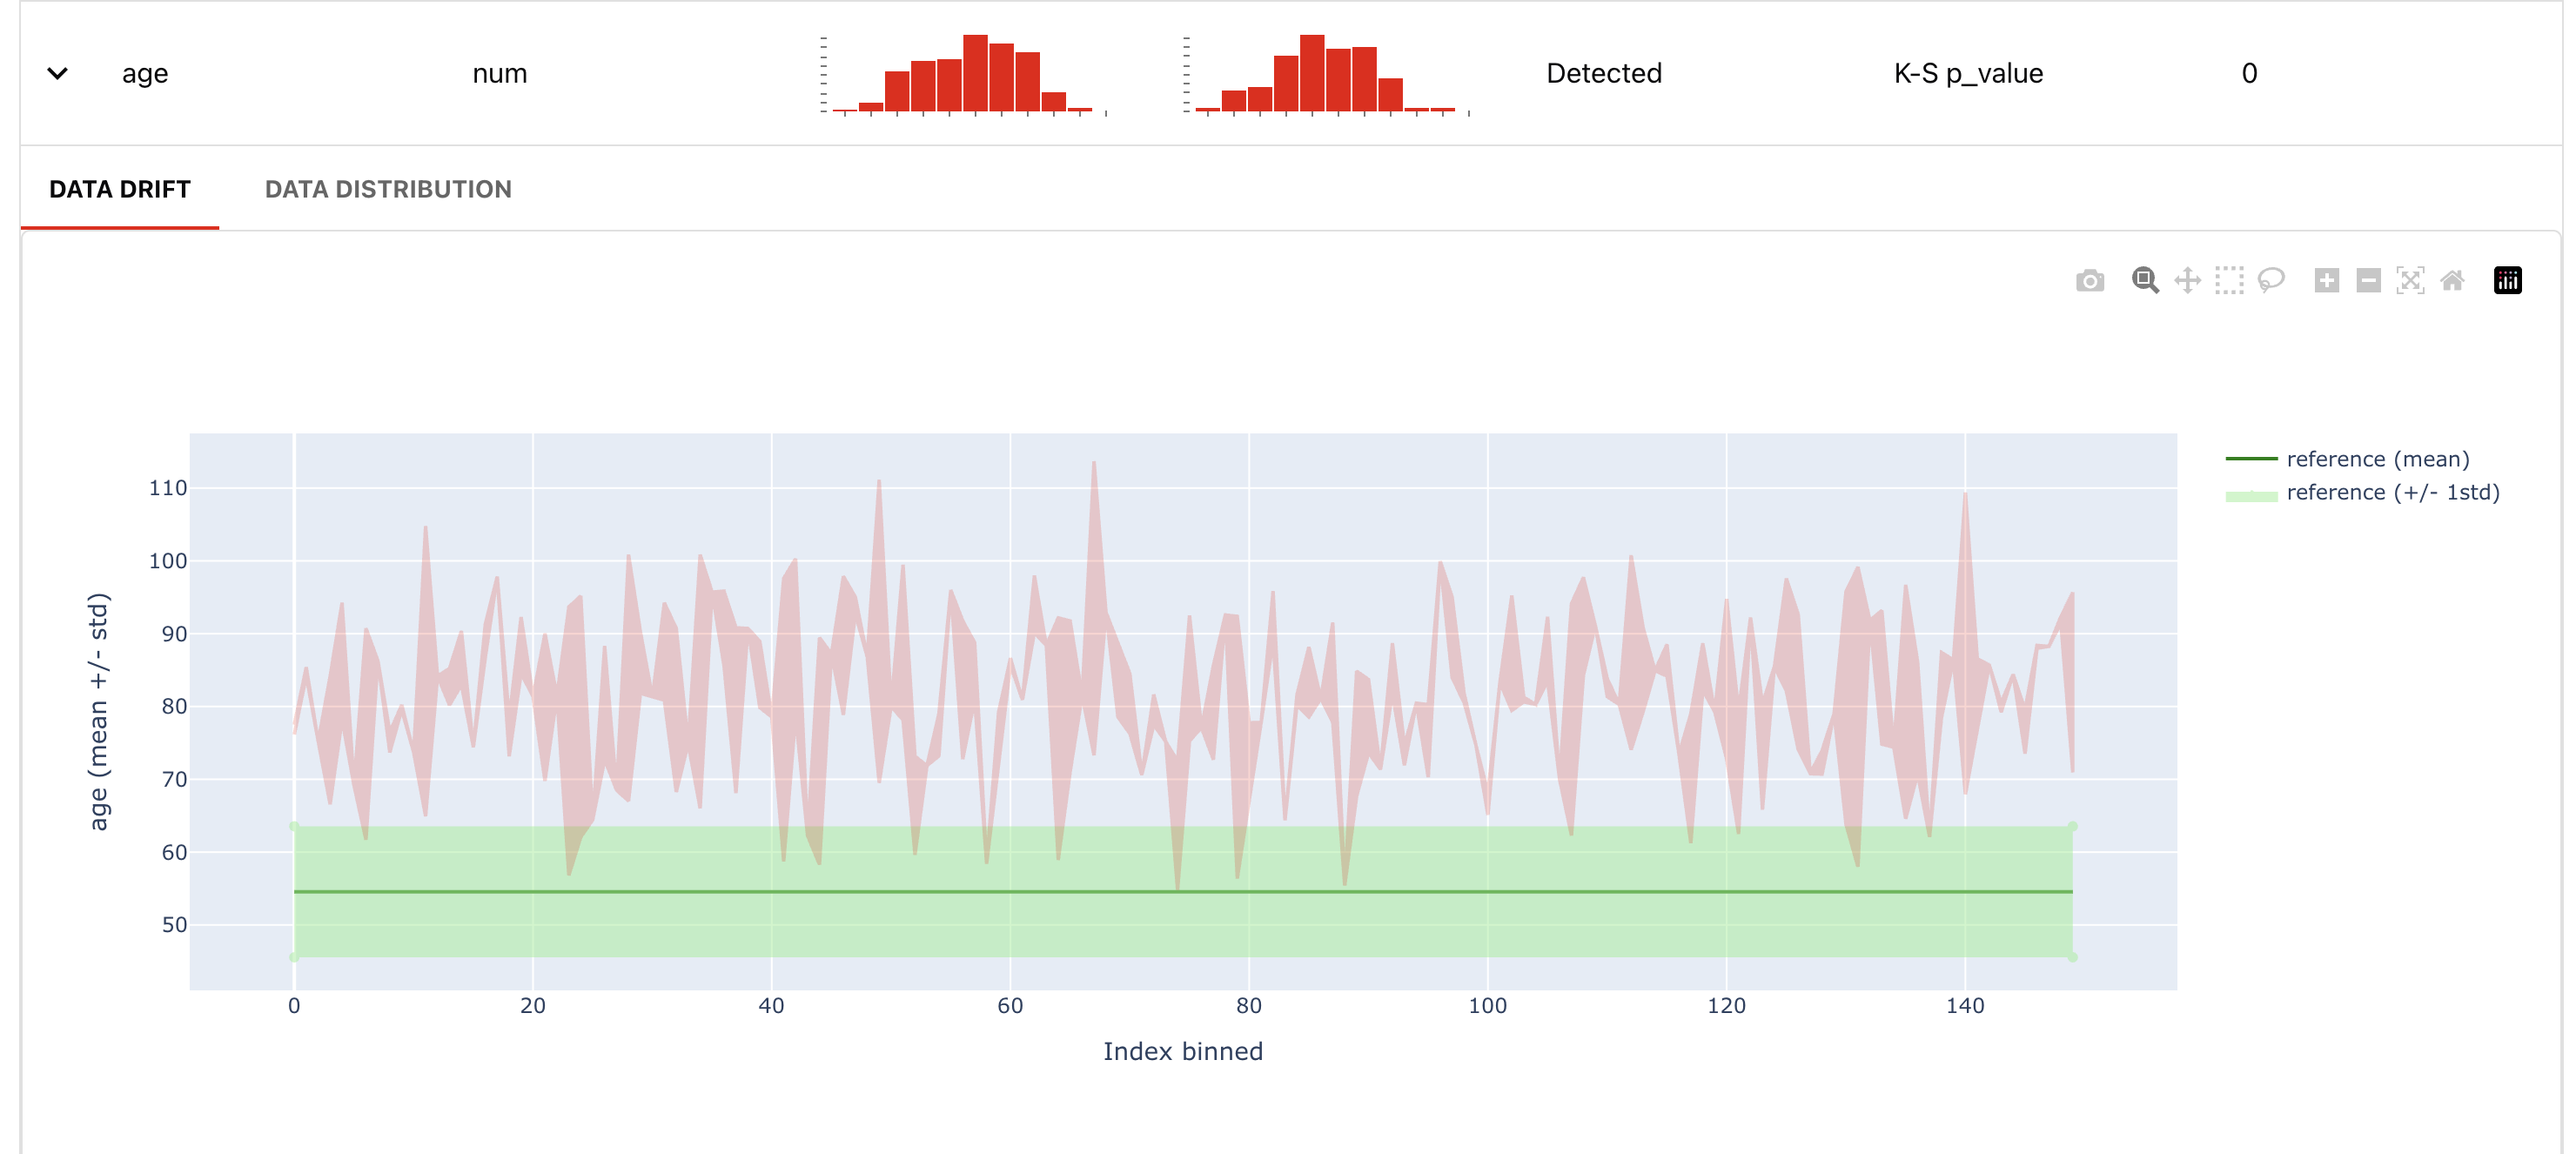 age num Detected K-S p_value 0
DATA DRIFT DATA DISTRIBUTION
reference (mean)
reference (+/- 1std)
age (mean +/- std)
110
100
90
80
70
60
50
0 20 40 60 80 100 120 140
Index binned